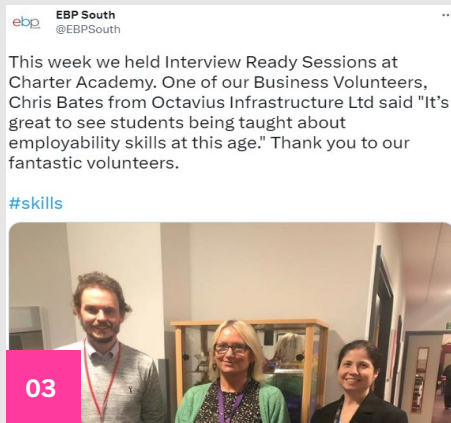 ebp
EBP South
@EBPSouth
This week we held Interview Ready Sessions at
Charter Academy. One of our Business Volunteers,
Chris Bates from Octavius Infrastructure Ltd said "It's
great to see students being taught about
employability skills at this age." Thank you to our
fantastic volunteers.
#skills
03